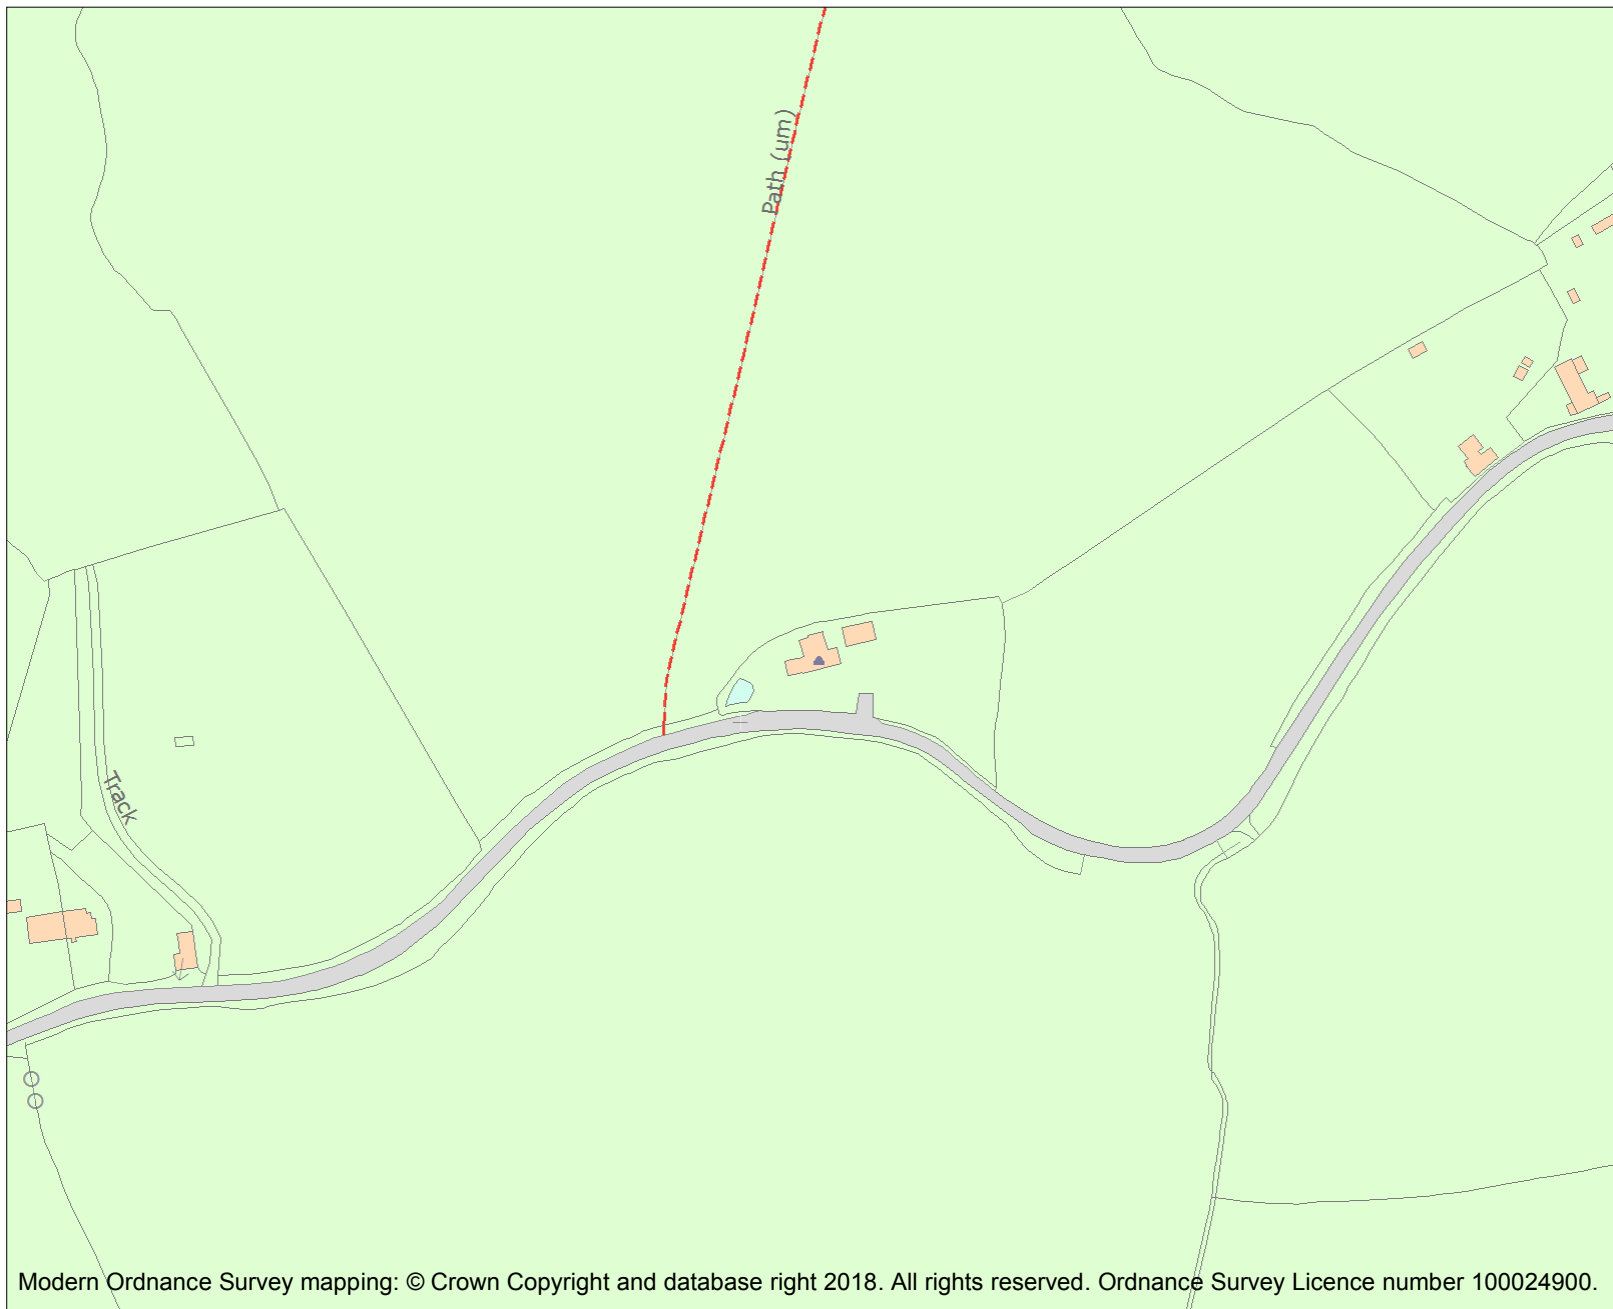 Path (um)
Track
Modern Ordnance Survey mapping: © Crown Copyright and database right 2018. All rights reserved. Ordnance Survey Licence number 100024900.